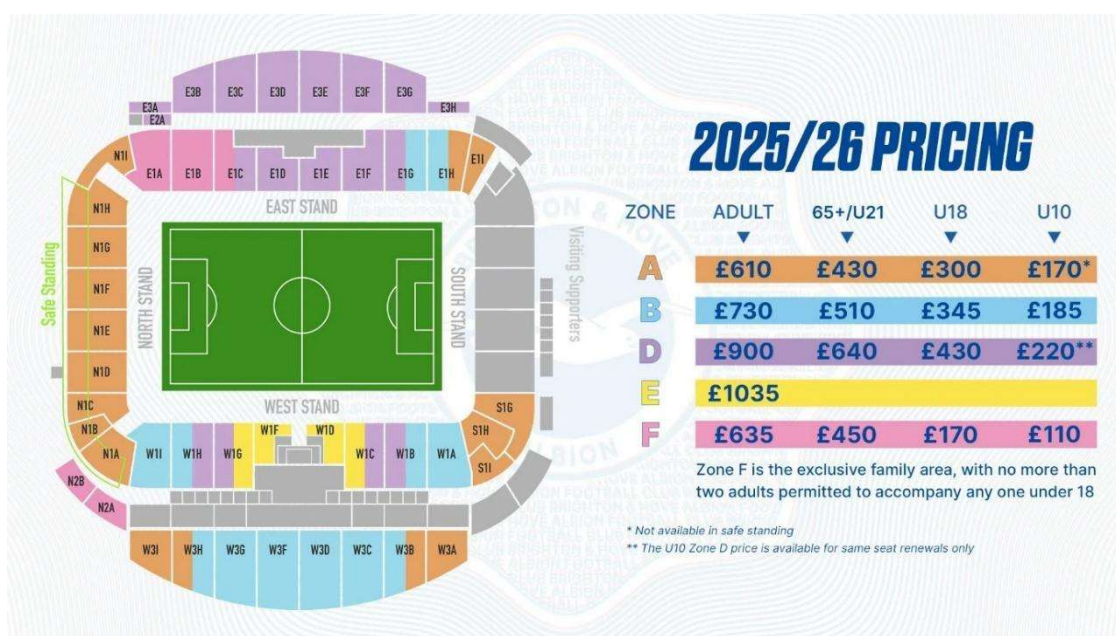 2025/26 PRICING
ZONE ADULT 65+/U21 U18 U10
A £610 £430 £300 £170*
B £730 £510 £345 £185
D £900 £640 £430 £220**
E £1035
F £635 £450 £170 £110
Zone F is the exclusive family area, with no more than
two adults permitted to accompany any one under 18
* Not available in safe standing
** The U10 Zone D price is available for same seat renewals only
E3A E3B E3C E3D E3E E3F E3G E3H
E2A
N1I E1A E1B E1C E1D E1E E1F E1G E1H E1I
EAST STAND
Safe Standing
N1H
N1G
N1F
N1E
N1D
N1C
N1B
N1A
NORTH STAND
SOUTH STAND
Visiting Supporters
WEST STAND
S1G
S1H
S1I
W1I W1H W1G W1F W1D W1C W1B W1A
N2B
N2A
W3I W3H W3G W3F W3D W3C W3B W3A